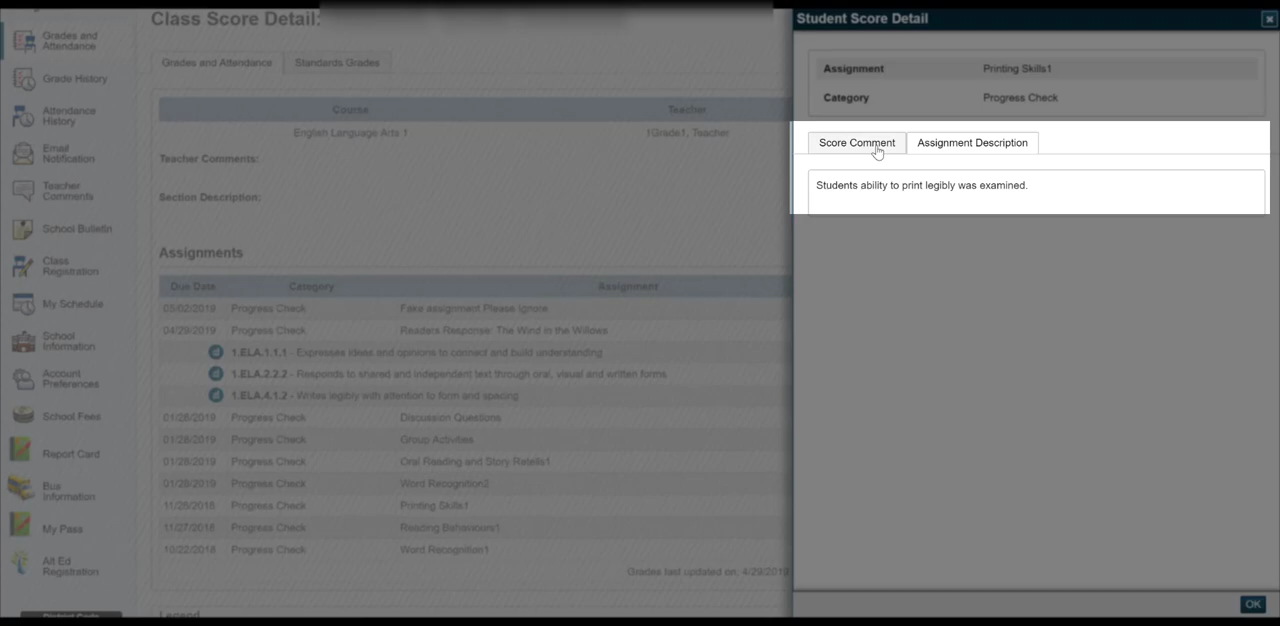 Class Score Detail:
Student Score Detail
Grades and
Attendance
Grade History
Attendance
History
Email
Notification
Teacher
Comments
School Bulletin
Class
Registration
My Schedule
School
Information
Account
Preferences
School Fees
Report Card
Bus
Information
My Pass
Alt Ed
Registration
District Code
Grades and Attendance Standards Grades
Course Teacher
English Language Arts 1 1Grade1, Teacher
Teacher Comments:
Section Description:
Assignments
Due Date Category Assignment
05/02/2019 Progress Check Fake assignment Please Ignore
04/29/2019 Progress Check Readers Response: The Wind in the Willows
1.ELA.1.1.1 - Expresses ideas and opinions to connect and build understanding
1.ELA.2.2.2 - Responds to shared and independent text through oral, visual and written forms
1.ELA.4.1.2 - Writes legibly with attention to form and spacing
01/28/2019 Progress Check Discussion Questions
01/28/2019 Progress Check Group Activities
01/28/2019 Progress Check Oral Reading and Story Retells1
01/28/2019 Progress Check Word Recognition2
11/28/2018 Progress Check Printing Skills1
11/27/2018 Progress Check Reading Behaviours1
10/22/2018 Progress Check Word Recognition1
Grades last updated on: 4/29/2019
Legend
Assignment Printing Skills1
Category Progress Check
Score Comment Assignment Description
Students ability to print legibly was examined.
OK